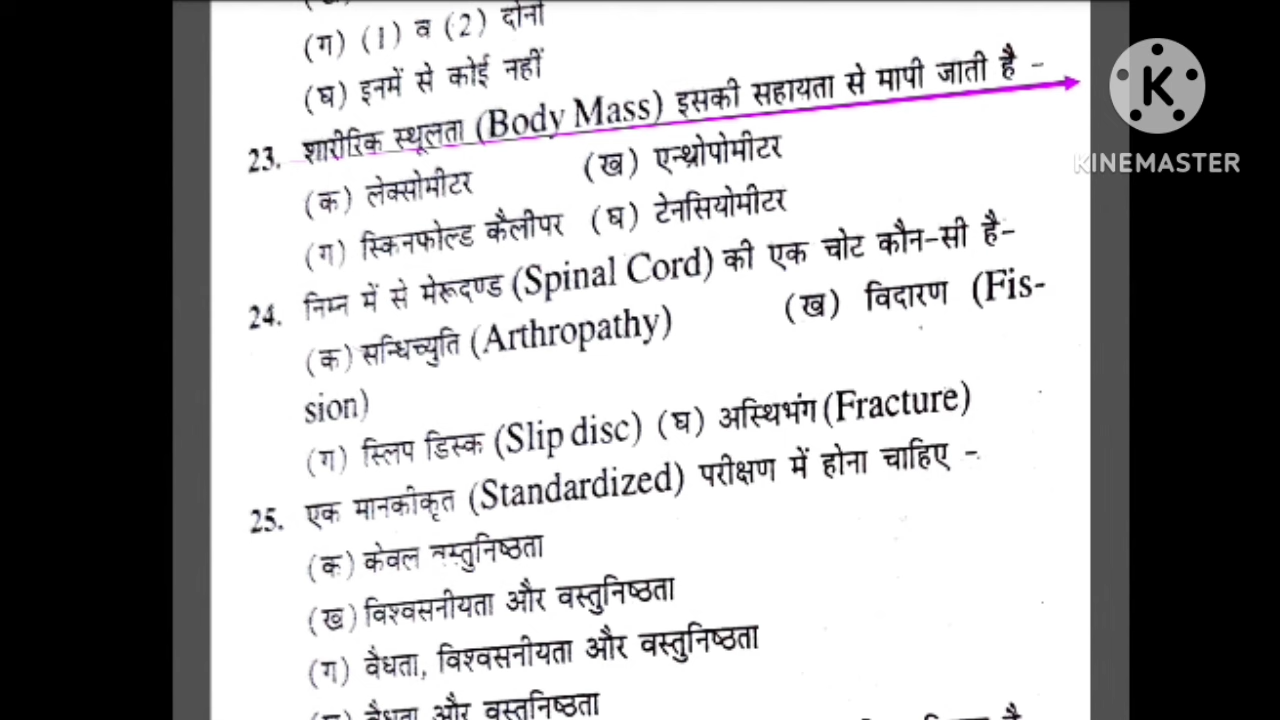 (ग) (1) व (2) दोनों
(घ) इनमें से कोई नहीं
23. शारीरिक स्थूलता (Body Mass) इसकी सहायता से मापी जाती है -
(क) लेक्सोमीटर (ख) एन्थ्रोपोमीटर
(ग) स्किनफोल्ड कैलीपर (घ) टेनसियोमीटर
24. निम्न में से मेरूदण्ड (Spinal Cord) की एक चोट कौन-सी है-
(क) सन्धिच्युति (Arthropathy) (ख) विदारण (Fis-
sion)
(ग) स्लिप डिस्क (Slip disc) (घ) अस्थिभंग (Fracture)
25. एक मानकीकृत (Standardized) परीक्षण में होना चाहिए -
(क) केवल वस्तुनिष्ठता
(ख) विश्वसनीयता और वस्तुनिष्ठता
(ग) वैधता, विश्वसनीयता और वस्तुनिष्ठता
वैधता और वस्तुनिष्ठता
K
KINEMASTER